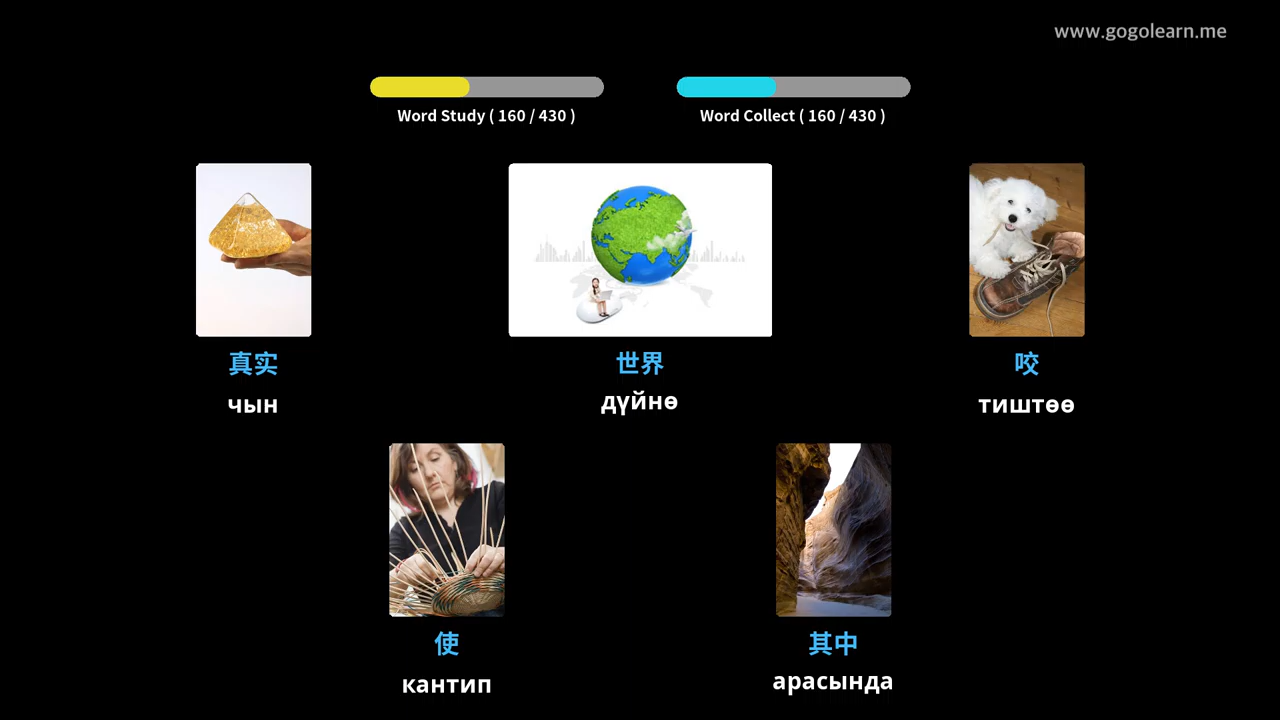 www.gogolearn.me
Word Study ( 160 / 430 )
Word Collect ( 160 / 430 )
真实
чын
世界
дүйнө
咬
тиштөө
使
кантип
其中
арасында